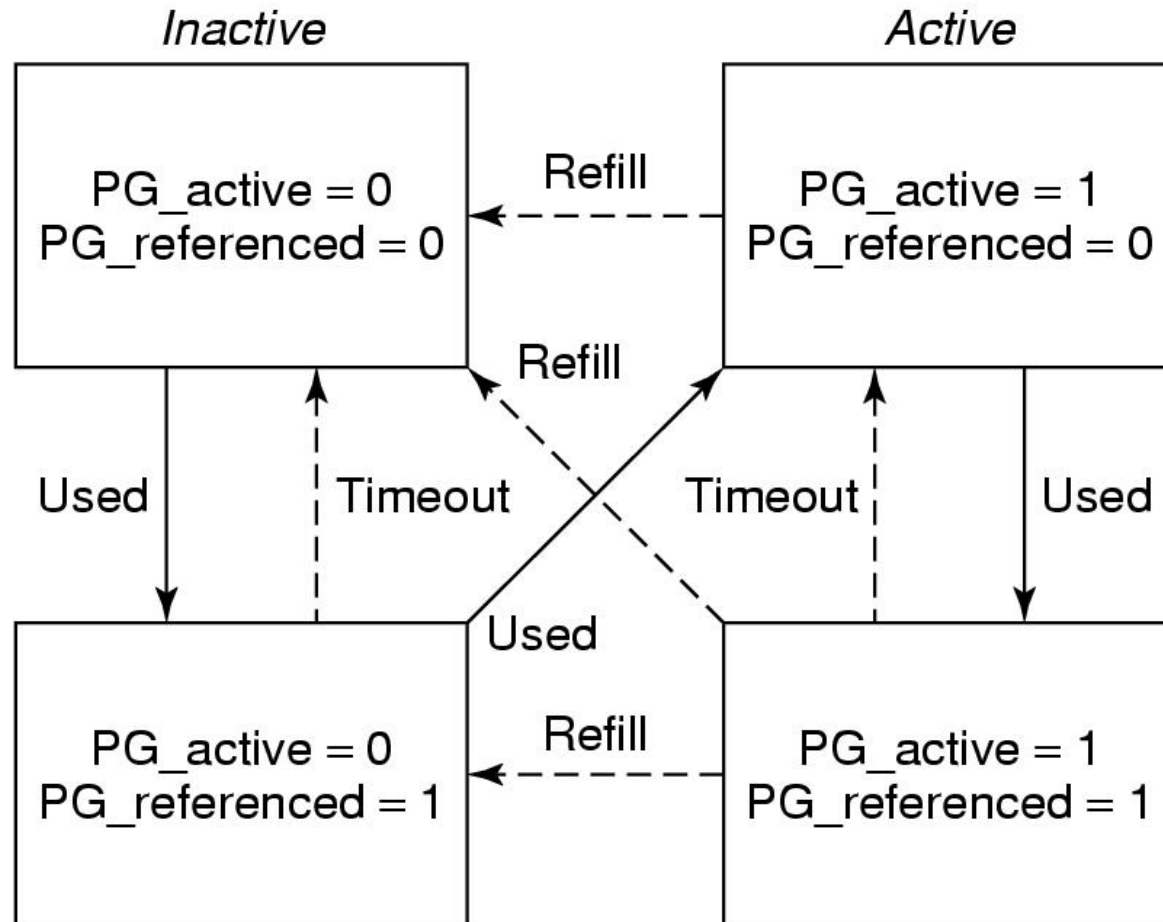 Inactive
Active
PG_active = 0
PG_referenced = 0
Refill
PG_active = 1
PG_referenced = 0
Refill
Used
Timeout
Timeout
Used
Used
PG_active = 0
PG_referenced = 1
Refill
PG_active = 1
PG_referenced = 1